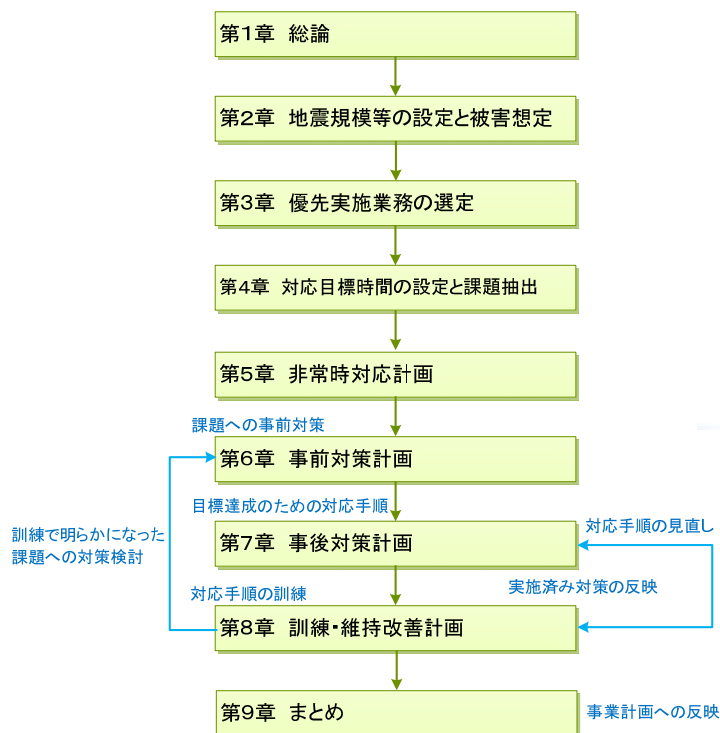 第1章 総論
第2章 地震規模等の設定と被害想定
第3章 優先実施業務の選定
第4章 対応目標時間の設定と課題抽出
第5章 非常時対応計画
課題への事前対策
第6章 事前対策計画
目標達成のための対応手順
訓練で明らかになった
課題への対策検討
第7章 事後対策計画
対応手順の見直し
実施済み対策の反映
対応手順の訓練
第8章 訓練・維持改善計画
第9章 まとめ
事業計画への反映